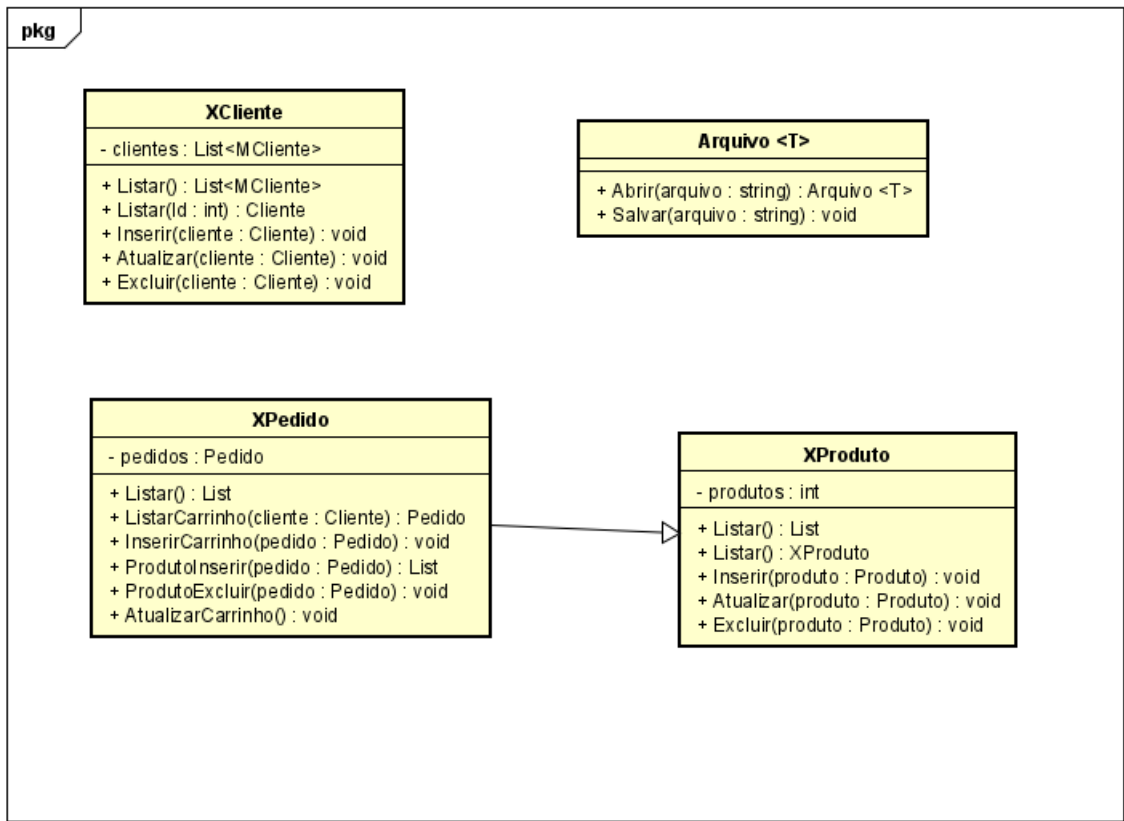 pkg
XCliente
- clientes : List<MCliente>
+ Listar() : List<MCliente>
+ Listar(Id : int) : Cliente
+ Inserir(cliente : Cliente) : void
+ Atualizar(cliente : Cliente) : void
+ Excluir(cliente : Cliente) : void
Arquivo <T>
+ Abrir(arquivo : string) : Arquivo <T>
+ Salvar(arquivo : string) : void
XPedido
- pedidos : Pedido
+ Listar() : List
+ ListarCarrinho(cliente : Cliente) : Pedido
+ InserirCarrinho(pedido : Pedido) : void
+ ProdutoInserir(pedido : Pedido) : List
+ ProdutoExcluir(pedido : Pedido) : void
+ AtualizarCarrinho() : void
XProduto
- produtos : int
+ Listar() : List
+ Listar() : XProduto
+ Inserir(produto : Produto) : void
+ Atualizar(produto : Produto) : void
+ Excluir(produto : Produto) : void